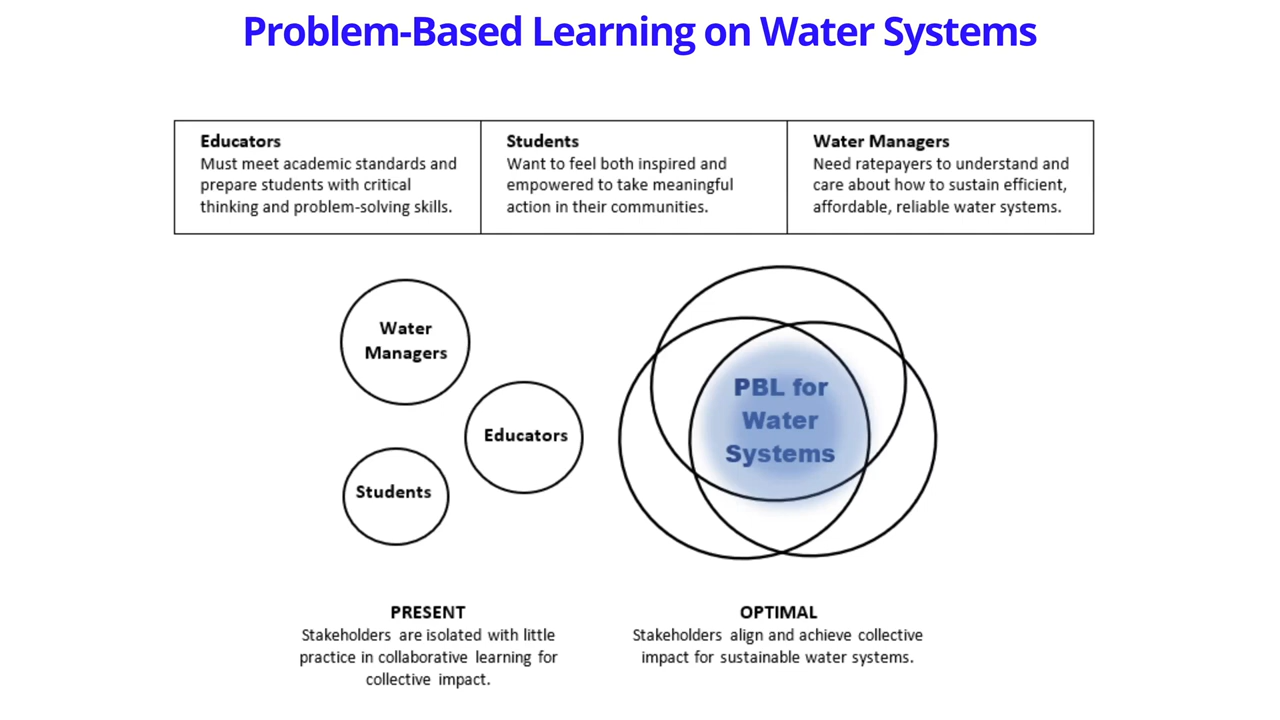 Problem-Based Learning on Water Systems
Educators
Must meet academic standards and
prepare students with critical
thinking and problem-solving skills.
Students
Want to feel both inspired and
empowered to take meaningful
action in their communities.
Water Managers
Need ratepayers to understand and
care about how to sustain efficient,
affordable, reliable water systems.
Water
Managers
Educators
Students
PBL for
Water
Systems
PRESENT
Stakeholders are isolated with little
practice in collaborative learning for
collective impact.
OPTIMAL
Stakeholders align and achieve collective
impact for sustainable water systems.